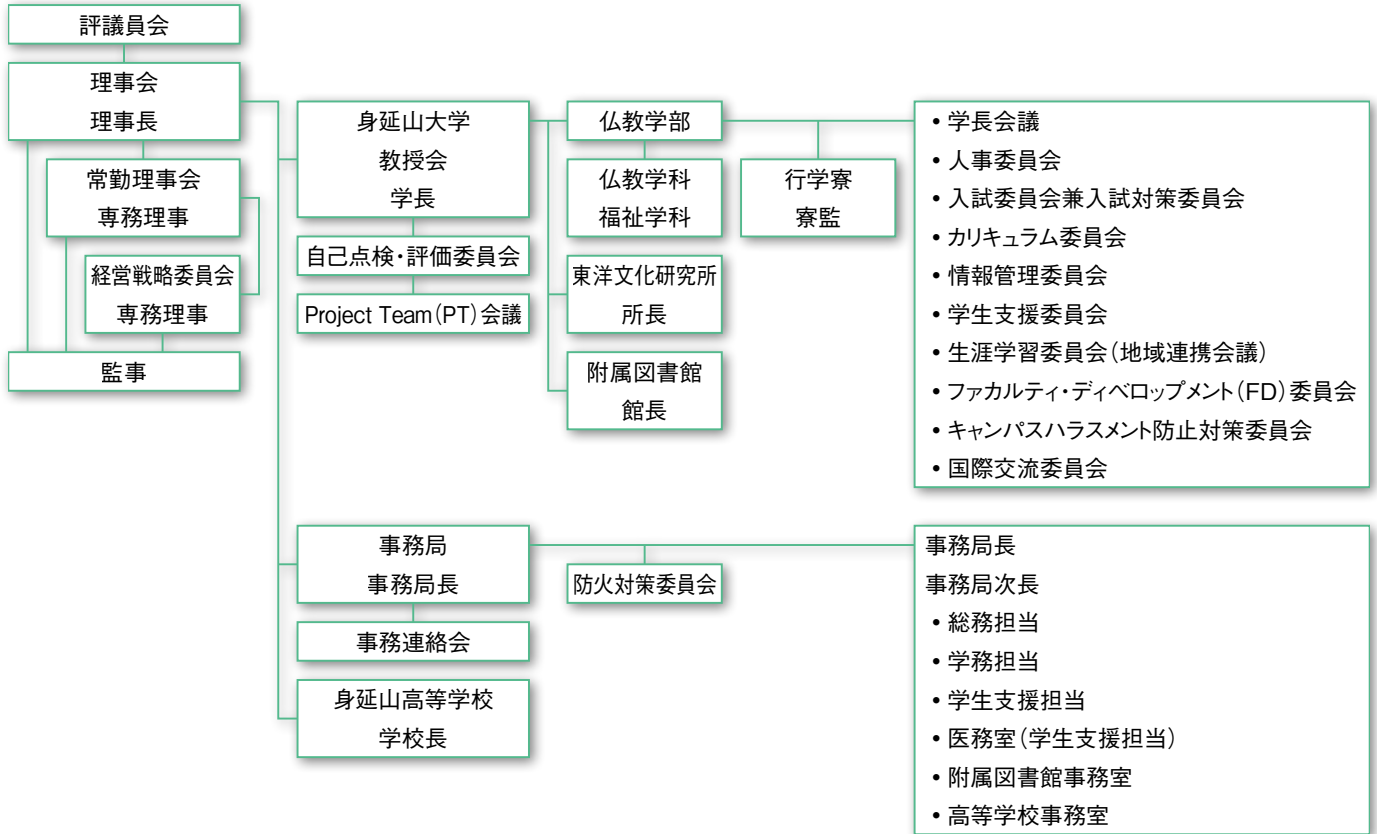 評議員会
理事会
理事長
常勤理事会
専務理事
経営戦略委員会
専務理事
監事
身延山大学
教授会
学長
自己点検・評価委員会
Project Team(PT)会議
仏教学部
仏教学科
福祉学科
東洋文化研究所
所長
附属図書館
館長
行学寮
寮監
• 学長会議
• 人事委員会
• 入試委員会兼入試対策委員会
• カリキュラム委員会
• 情報管理委員会
• 学生支援委員会
• 生涯学習委員会(地域連携会議)
• ファカルティ・ディベロップメント(FD)委員会
• キャンパスハラスメント防止対策委員会
• 国際交流委員会
事務局
事務局長
事務連絡会
身延山高等学校
学校長
防火対策委員会
事務局長
事務局次長
• 総務担当
• 学務担当
• 学生支援担当
• 医務室(学生支援担当)
• 附属図書館事務室
• 高等学校事務室